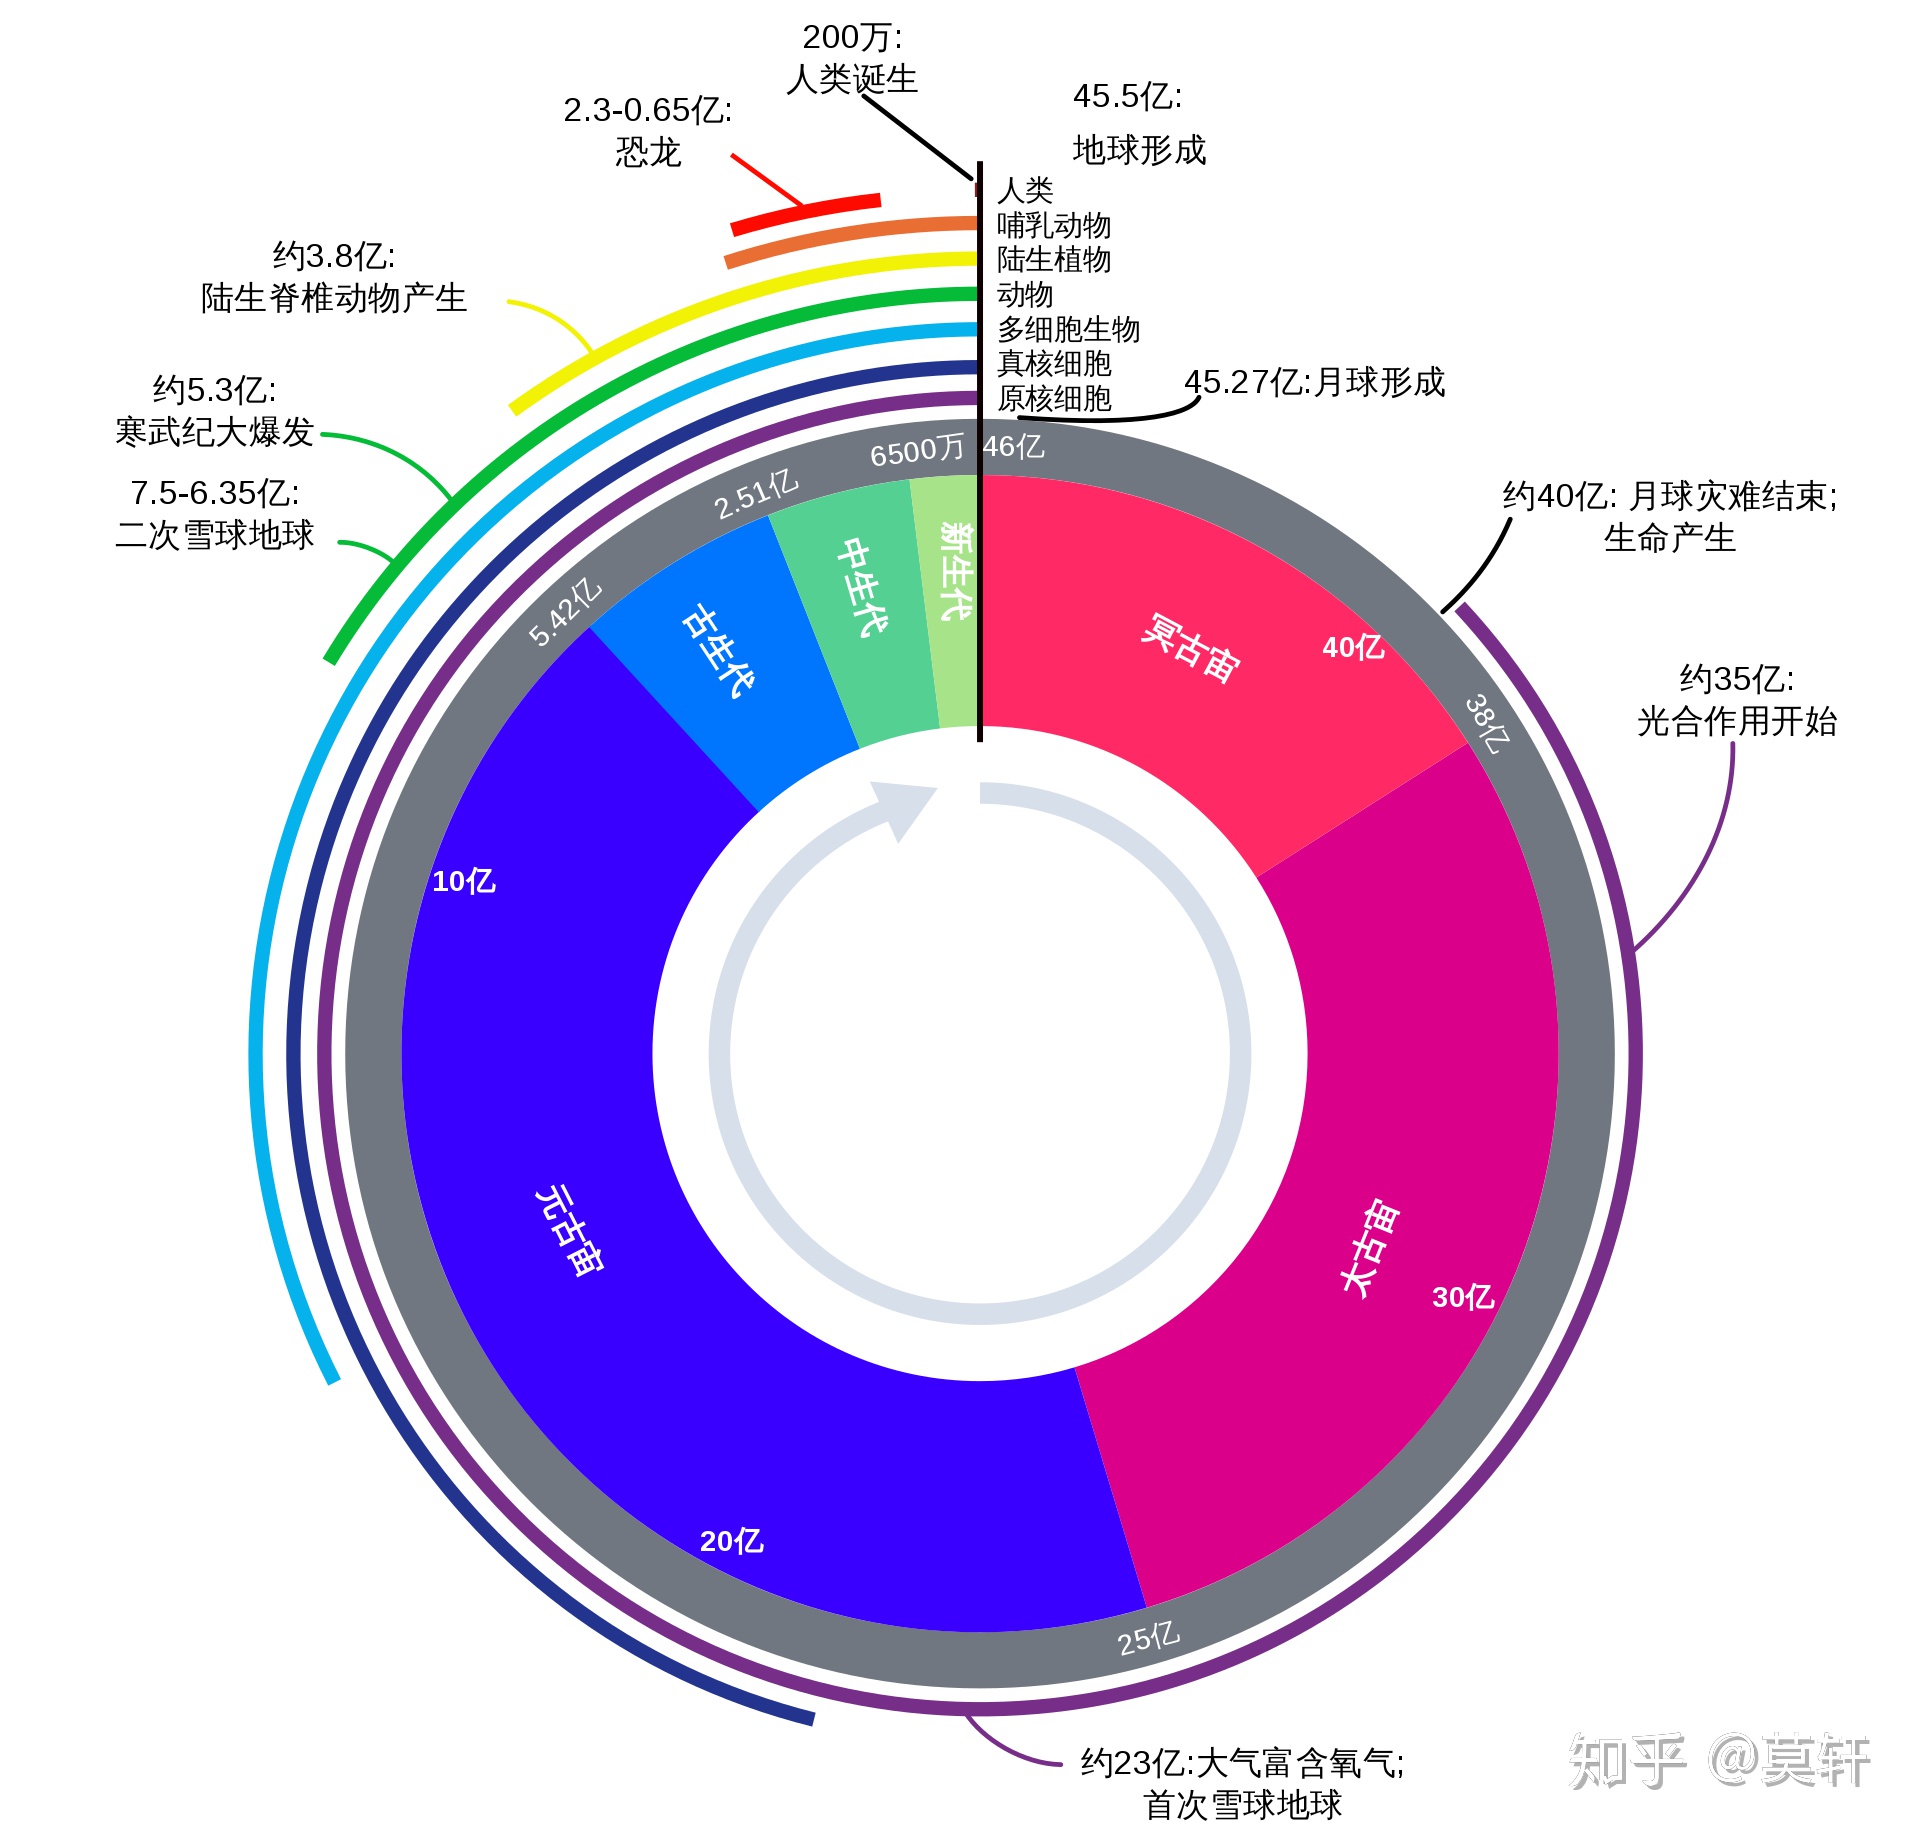 200万:
人类诞生
2.3-0.65亿:
恐龙
45.5亿:
地球形成
人类
哺乳动物
陆生植物
动物
多细胞生物
真核细胞
原核细胞
约3.8亿:
陆生脊椎动物产生
约5.3亿:
寒武纪大爆发
7.5-6.35亿:
二次雪球地球
45.27亿:月球形成
约40亿: 月球灾难结束;
生命产生
约35亿:
光合作用开始
6500万
46亿
2.51亿
5.42亿
38亿
25亿
新生代
中生代
古生代
冥古宙
40亿
10亿
元古宙
太古宙
30亿
20亿
约23亿:大气富含氧气;
首次雪球地球
知乎 @莫轩